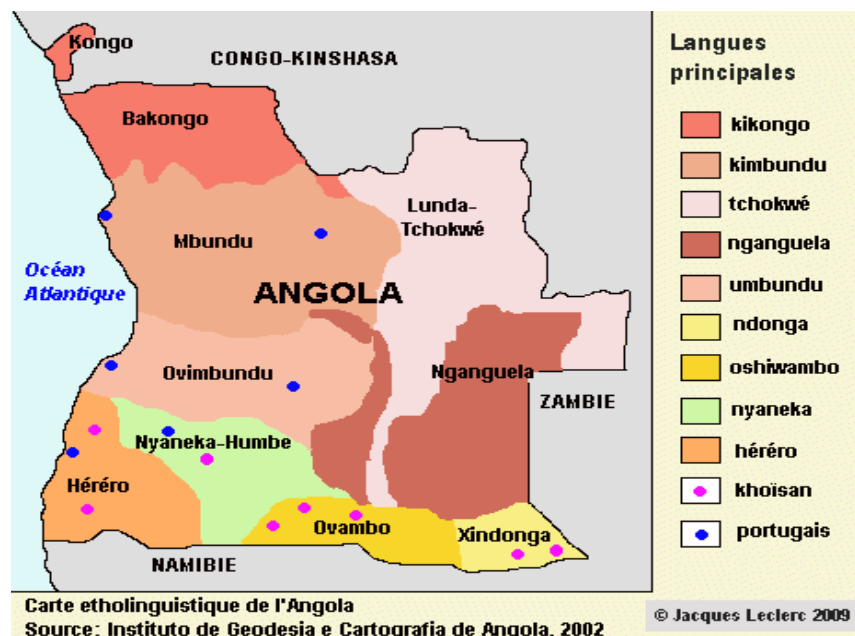 Kongo
CONGO-KINSHASA
Bakongo
Lunda-
Tchokwé
Mbundu
Océan
Atlantique
ANGOLA
Ovimbundu
Nganguela
ZAMBIE
Nyaneka-Humbe
Héréro
Ovambo
Xindonga
NAMIBIE
Langues
principales
kikongo
kimbundu
tchokwé
nganguela
umbundu
ndonga
oshiwambo
nyaneka
héréro
khoïsan
portugais
Carte etholinguistique de l'Angola
Source: Instituto de Geodesia e Cartografia de Angola, 2002
© Jacques Leclerc 2009